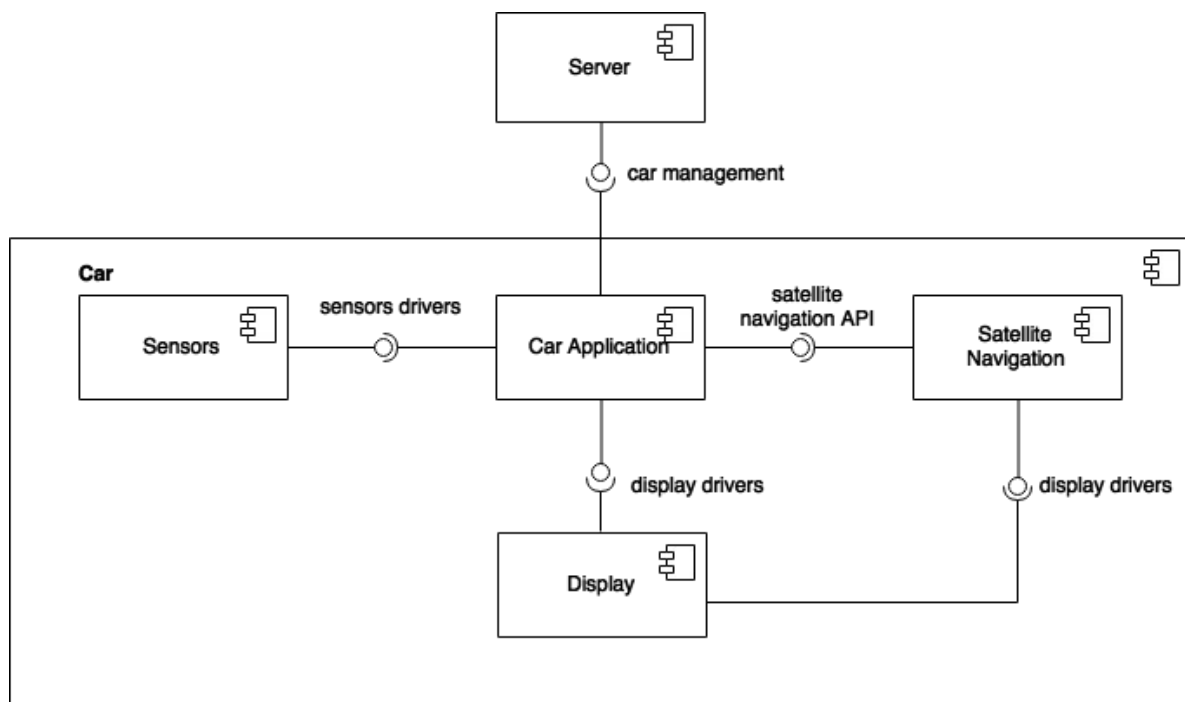 Server
car management
Car
sensors drivers
satellite
navigation API
Sensors
Car Application
Satellite
Navigation
display drivers
display drivers
Display